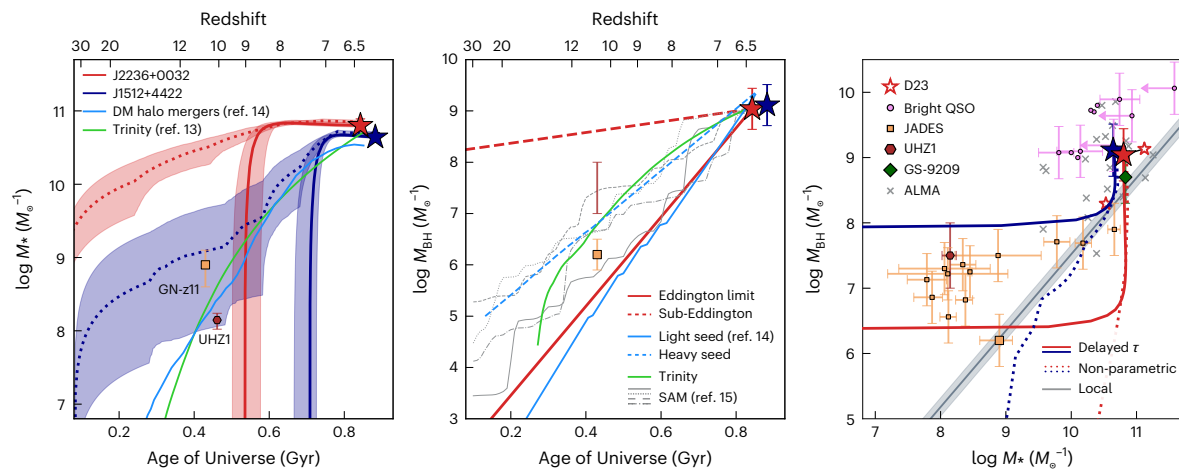 Redshift
30 20 12 10 9 8 7 6.5
J2236+0032
J1512+4422
DM halo mergers (ref. 14)
Trinity (ref. 13)
GN-z11
UHZ1
log M* (M⊙⁻¹)
11
10
9
8
7
0.2 0.4 0.6 0.8
Age of Universe (Gyr)
Redshift
30 20 12 10 9 8 7 6.5
log M_BH (M⊙⁻¹)
10
9
8
7
6
5
4
3
Eddington limit
Sub-Eddington
Light seed (ref. 14)
Heavy seed
Trinity
SAM (ref. 15)
0.2 0.4 0.6 0.8
Age of Universe (Gyr)
log M_BH (M⊙⁻¹)
11
10
9
8
7
6
5
D23
Bright QSO
JADES
UHZ1
GS-9209
ALMA
Delayed τ
Non-parametric
Local
7 8 9 10 11
log M* (M⊙⁻¹)